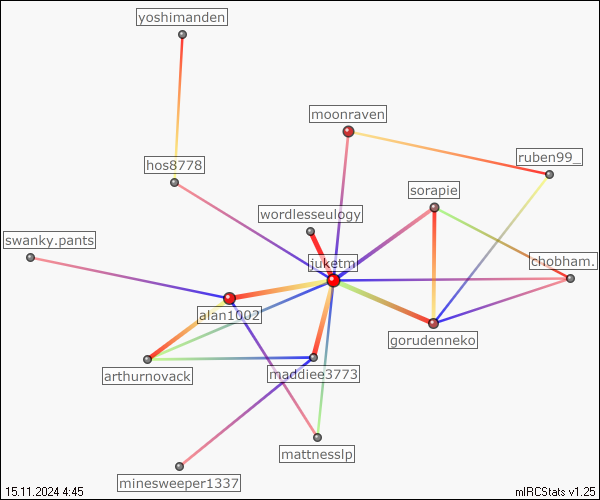 yoshimanden
moonraven
ruben99_
hos8778
sorapie
wordlesseulogy
swanky.pants
juketm
chobham.
alan1002
gorudenneko
arthurnovack
maddiee3773
mattnesslp
minesweeper1337
15.11.2024 4:45
mIRCStats v1.25